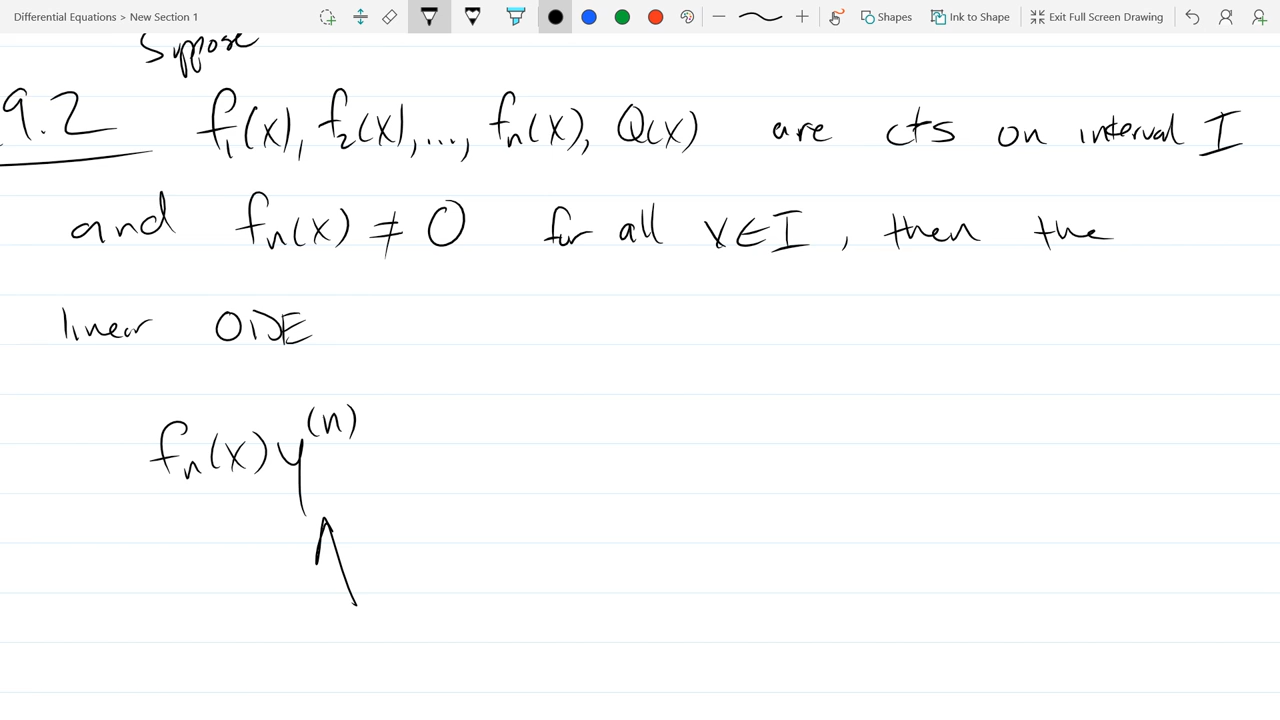 Differential Equations > New Section 1
Shapes
Ink to Shape
Exit Full Screen Drawing
Suppose
9.2 f₁(x), f₂(x),..., fₙ(x), Q(x) are cts on interval I
and fₙ(x) ≠ 0 for all x∈I, then the
linear ODE
fₙ(x)y⁽ⁿ⁾